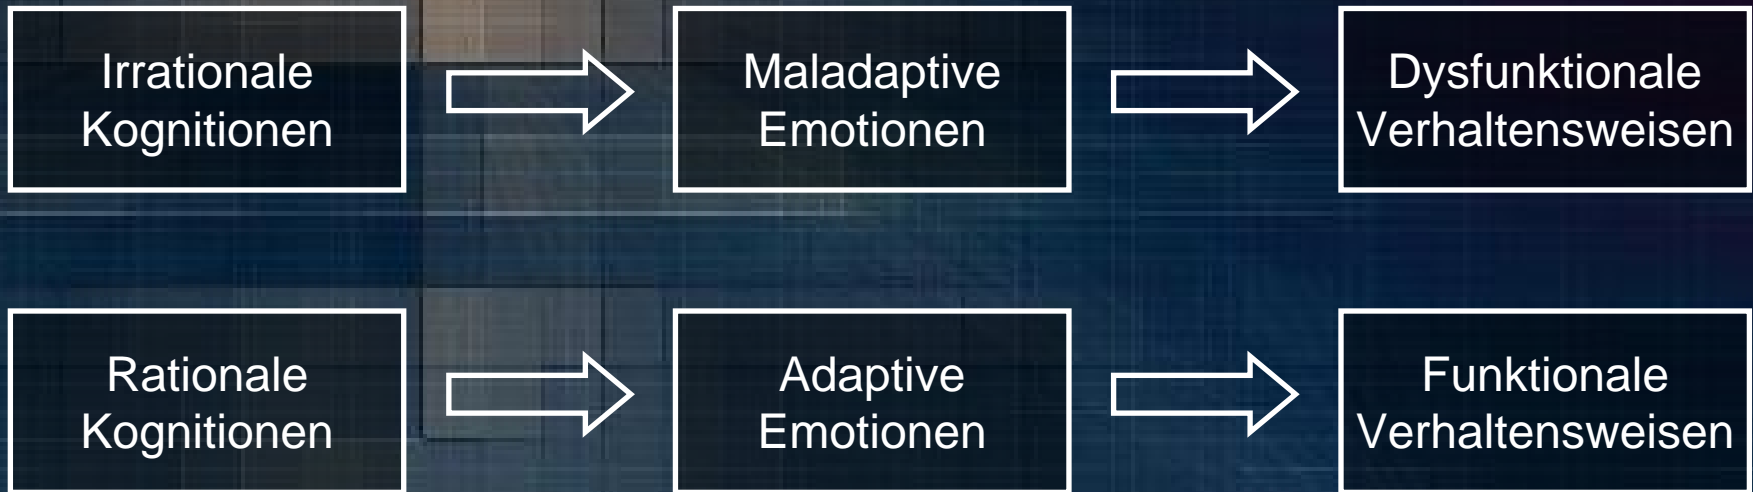 Irrationale
Kognitionen
Maladaptive
Emotionen
Dysfunktionale
Verhaltensweisen
Rationale
Kognitionen
Adaptive
Emotionen
Funktionale
Verhaltensweisen